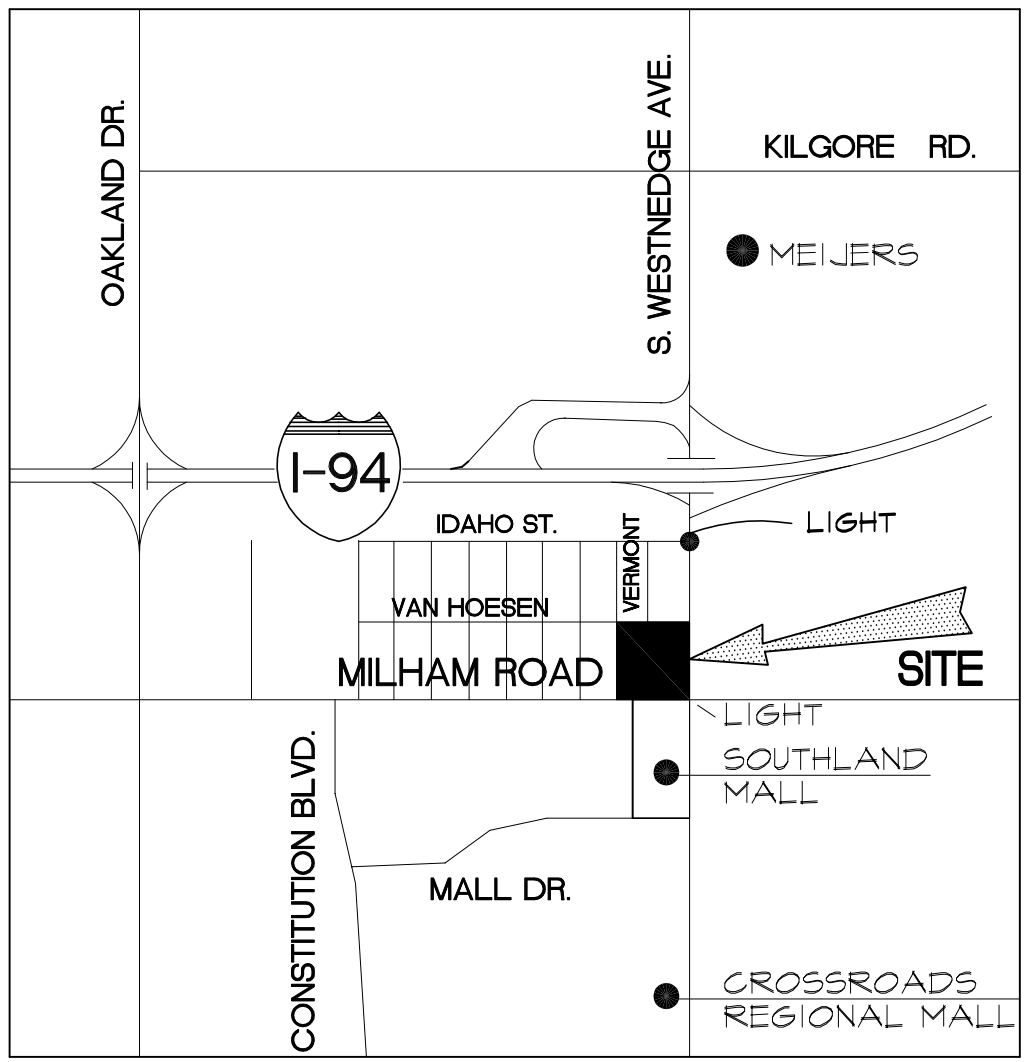 OAKLAND DR.
S. WESTNEDGE AVE.
KILGORE RD.
MEIJERS
I-94
IDAHO ST.
VERMONT
LIGHT
VAN HOESEN
MILHAM ROAD
SITE
LIGHT
SOUTHLAND
MALL
CONSTITUTION BLVD.
MALL DR.
CROSSROADS
REGIONAL MALL